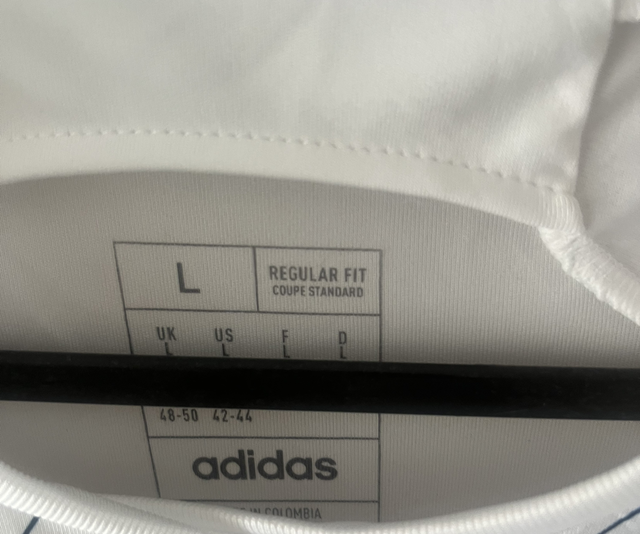 L
REGULAR FIT
COUPE STANDARD
UK US F D
L L L L
48-50 42-44
adidas
IN COLOMBIA